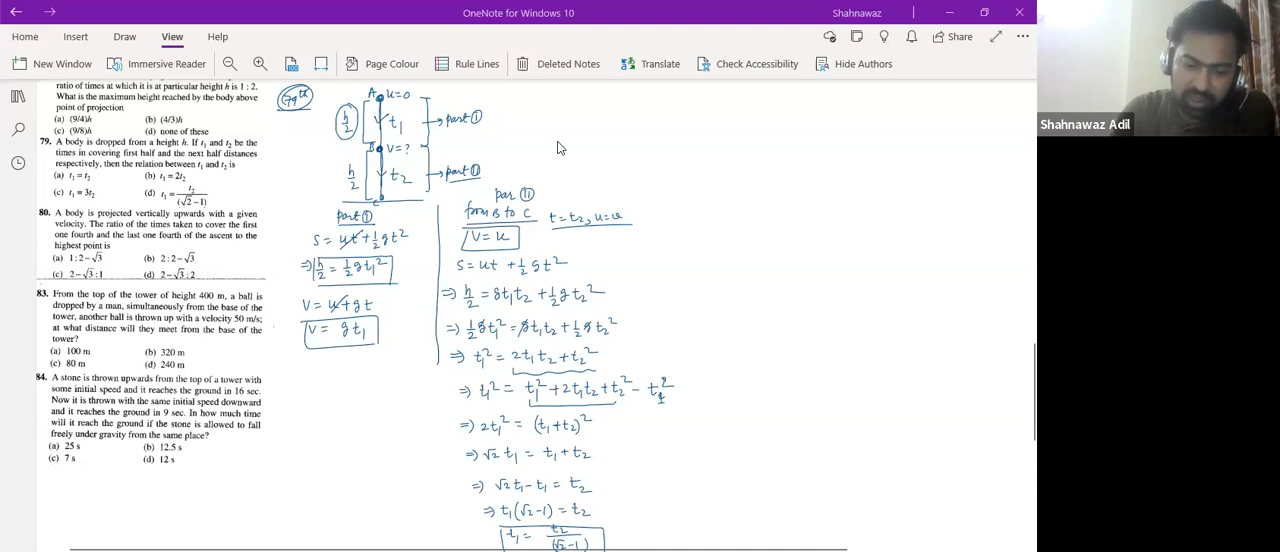 OneNote for Windows 10
Shahnawaz
Home Insert Draw View Help
Share
New Window Immersive Reader Page Colour Rule Lines Deleted Notes Translate Check Accessibility Hide Authors
Shahnawaz Adil
ratio of times at which it is at particular height h is 1 : 2.
What is the maximum height reached by the body above
point of projection
(a) (9/4)h (b) (4/3)h
(c) (9/8)h (d) none of these
79. A body is dropped from a height h. If t₁ and t₂ be the
times in covering first half and the next half distances
respectively, then the relation between t₁ and t₂ is
(a) t₁ = t₂ (b) t₁ = 2t₂
(c) t₁ = 3t₂ (d) t₁ = t₂/(√2−1)
80. A body is projected vertically upwards with a given
velocity. The ratio of the times taken to cover the first
one fourth and the last one fourth of the ascent to the
highest point is
(a) 1 : 2−√3 (b) 2 : 2−√3
(c) 2−√3 : 1 (d) 2−√3 : 2
83. From the top of the tower of height 400 m, a ball is
dropped by a man, simultaneously from the base of the
tower, another ball is thrown up with a velocity 50 m/s;
at what distance will they meet from the base of the
tower?
(a) 100 m (b) 320 m
(c) 80 m (d) 240 m
84. A stone is thrown upwards from the top of a tower with
some initial speed and it reaches the ground in 16 sec.
Now it is thrown with the same initial speed downward
and it reaches the ground in 9 sec. In how much time
will it reach the ground if the stone is allowed to fall
freely under gravity from the same place?
(a) 25 s (b) 12.5 s
(c) 7 s (d) 12 s
79th
A u=0
h/2 t₁ → part (I)
B v=?
h/2 t₂ → part (II)
C
part (I)
S = ut + ½gt²
⇒ h/2 = ½gt₁²
V = u + gt
V = gt₁
par (II)
from B to C t = t₂, u = v
V = u
S = ut + ½gt²
⇒ h/2 = gt₁t₂ + ½gt₂²
⇒ ½gt₁² = gt₁t₂ + ½gt₂²
⇒ t₁² = 2t₁t₂ + t₂²
⇒ t₁² = t₁² + 2t₁t₂ + t₂² − t₁²
⇒ 2t₁² = (t₁ + t₂)²
⇒ √2 t₁ = t₁ + t₂
⇒ √2 t₁ − t₁ = t₂
⇒ t₁(√2−1) = t₂
t₁ = t₂/(√2−1)